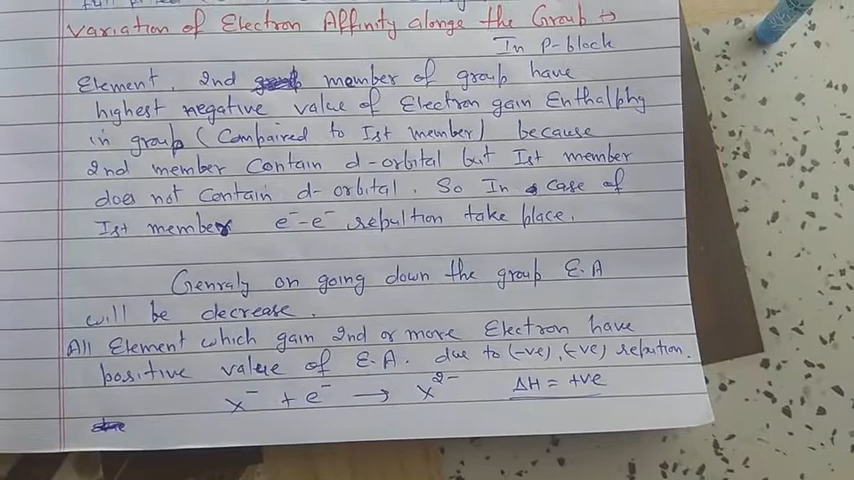 Variation of Electron Affinity alonge the Group →
In P-block
Element, 2nd member of group have
highest negative value of Electron gain Enthalphy
in group (Compaired to Ist member) because
2nd member contain d-orbital but Ist member
does not contain d-orbital. So In case of
Ist member e⁻-e⁻ repultion take place.
Genraly on going down the group E.A
will be decrease.
All Element which gain 2nd or more Electron have
positive value of E.A. due to (-ve), (-ve) repultion.
x⁻ + e⁻ → x²⁻ ΔH = +ve